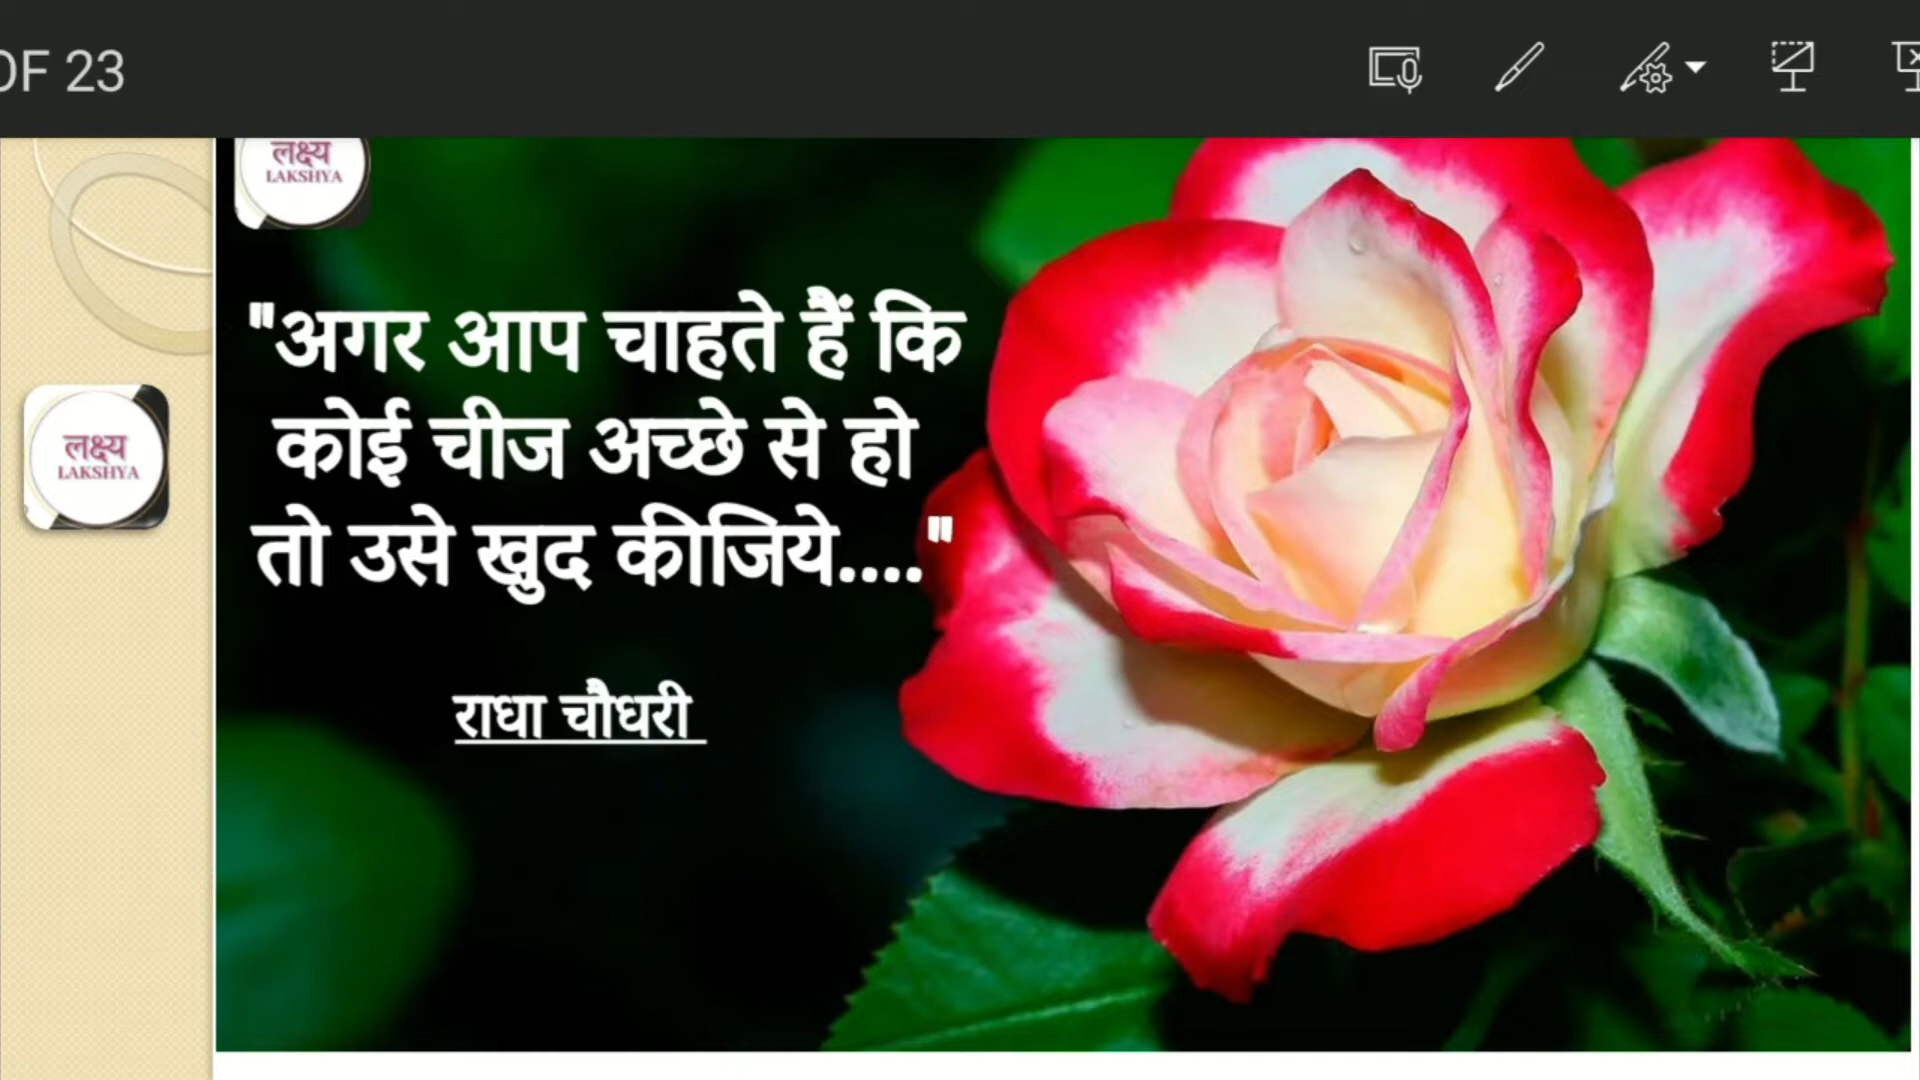 OF 23
लक्ष्य
LAKSHYA
"अगर आप चाहते हैं कि
कोई चीज अच्छे से हो
तो उसे खुद कीजिये...."
राधा चौधरी
लक्ष्य
LAKSHYA